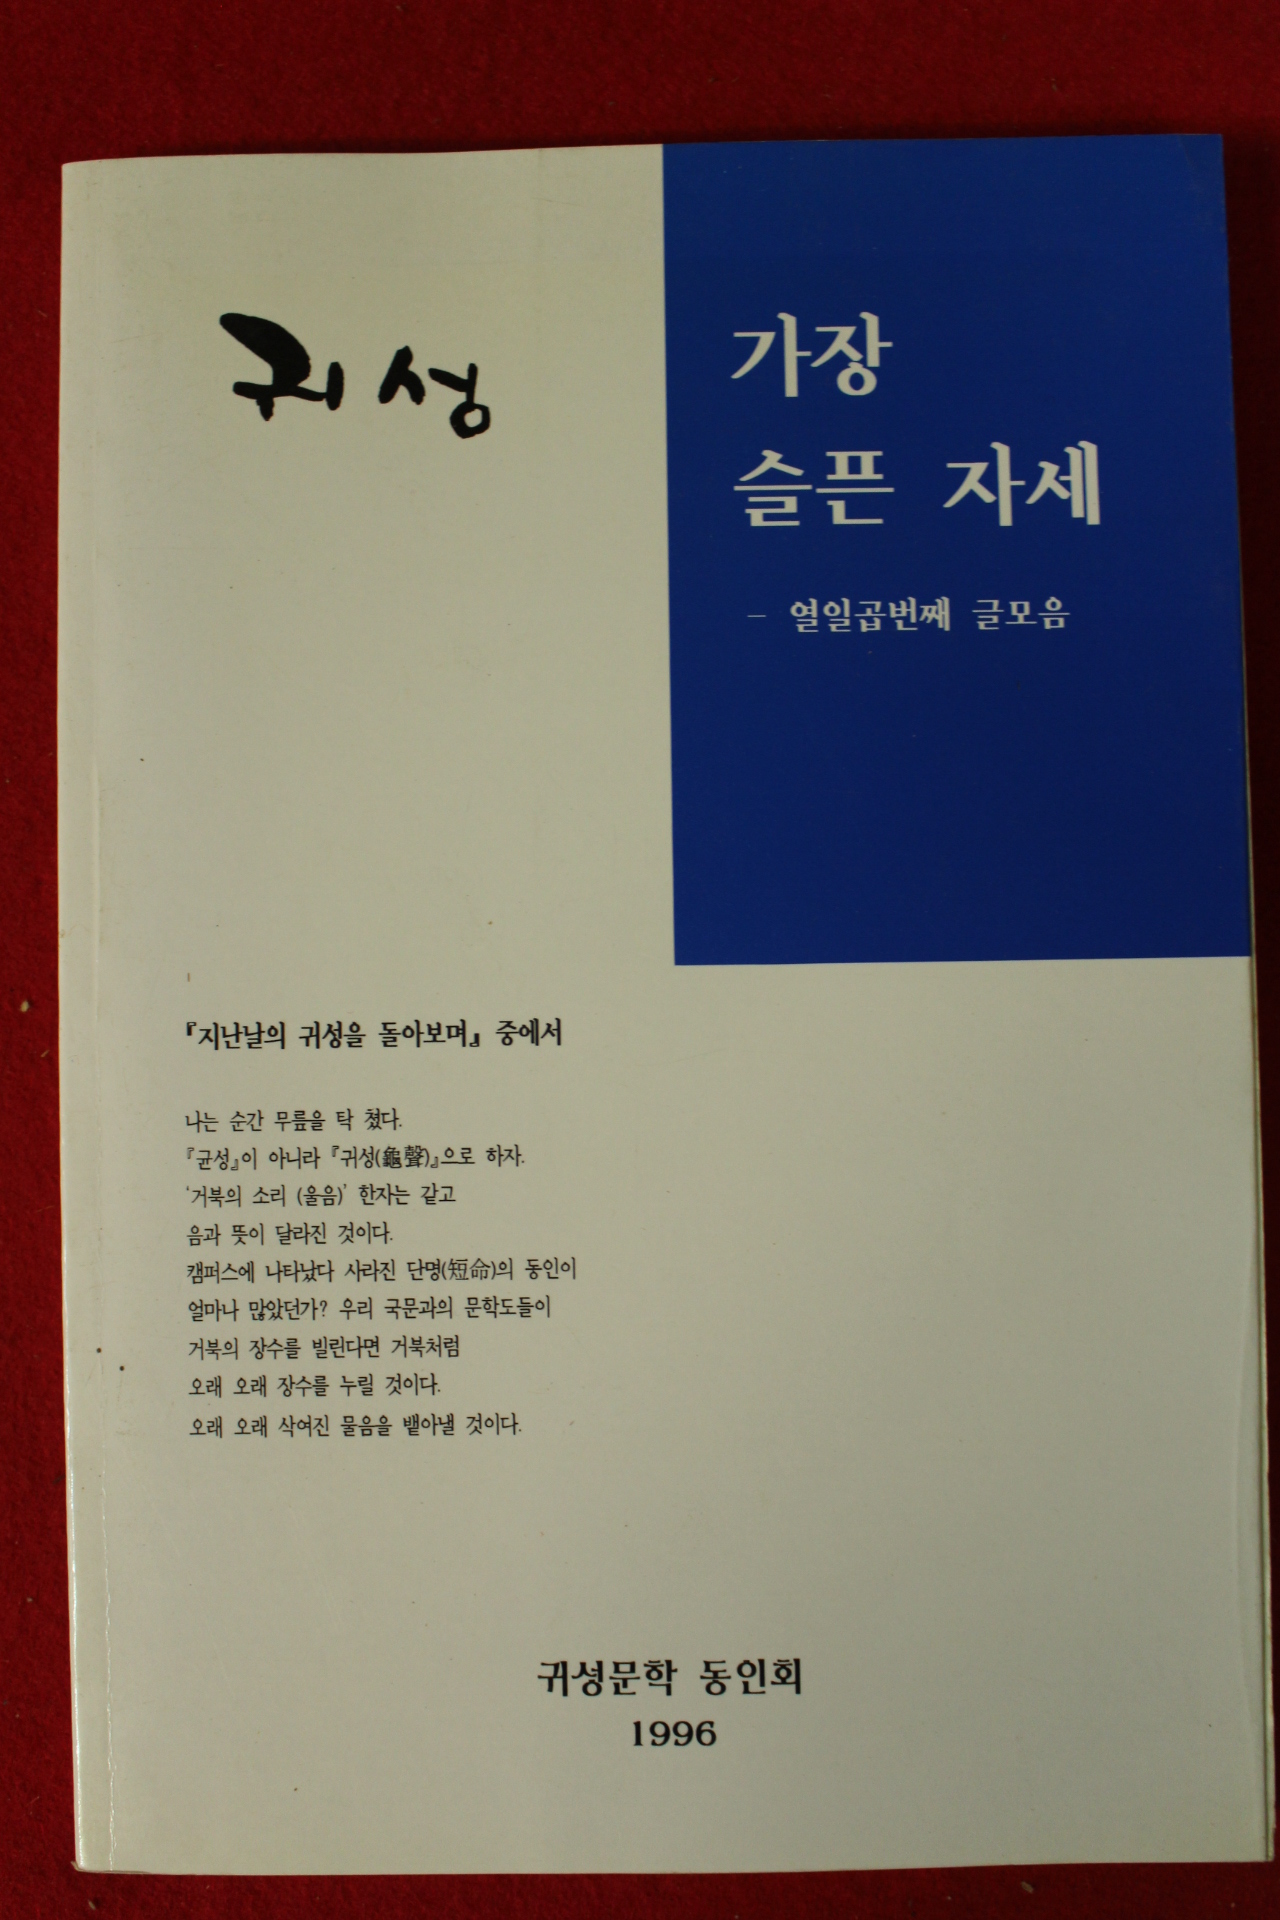 귀성
가장
슬픈 자세
- 열일곱번째 글모음
『지난날의 귀성을 돌아보며』 중에서
나는 순간 무릎을 탁 쳤다.
『균성』이 아니라 『귀성(龜聲)』으로 하자.
‘거북의 소리 (울음)’ 한자는 같고
음과 뜻이 달라진 것이다.
캠퍼스에 나타났다 사라진 단명(短命)의 동인이
얼마나 많았던가? 우리 국문과의 문학도들이
거북의 장수를 빌린다면 거북처럼
오래 오래 장수를 누릴 것이다.
오래 오래 삭여진 물음을 뱉아낼 것이다.
귀성문학 동인회
1996